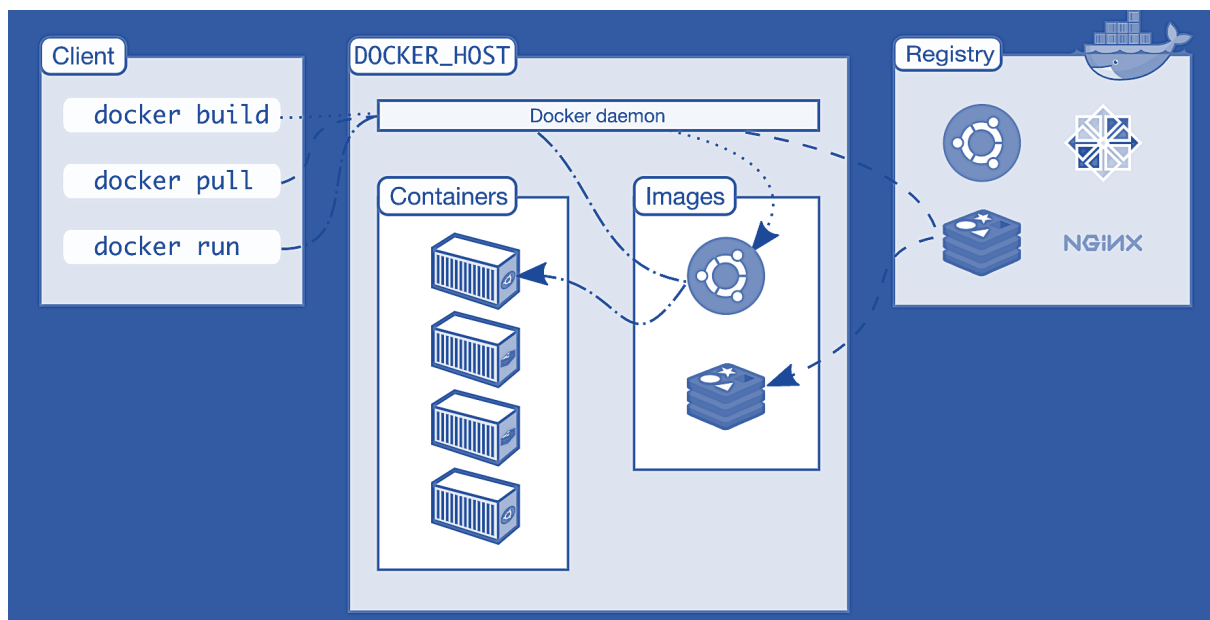 Client
docker build
docker pull
docker run
DOCKER_HOST
Docker daemon
Containers
Images
Registry
NGINX